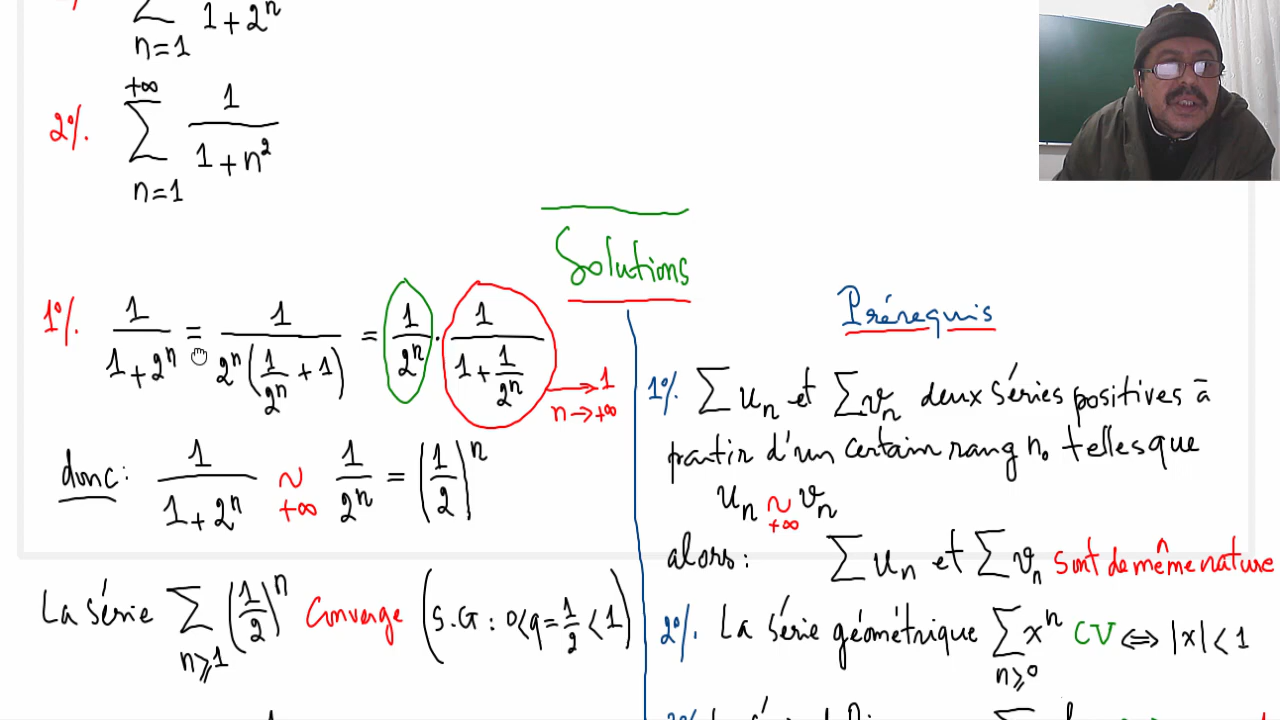 ∑ n=1 1/(1+2^n)
2%. ∑_{n=1}^{+∞} 1/(1+n²)
Solutions
1% 1/(1+2^n) = 1/(2^n(1/2^n + 1)) = 1/2^n · 1/(1+1/2^n) → 1 n→+∞
donc: 1/(1+2^n) ~ +∞ 1/2^n = (1/2)^n
La série ∑_{n⩾1} (1/2)^n Converge (S.G: 0<q=1/2<1)
Prérequis
1%. ∑u_n et ∑v_n deux séries positives à
partir d'un certain rang n₀ telles que
u_n ~ +∞ v_n
alors: ∑u_n et ∑v_n sont de même nature
2%. La série géométrique ∑_{n⩾0} x^n CV ⟺ |x|<1